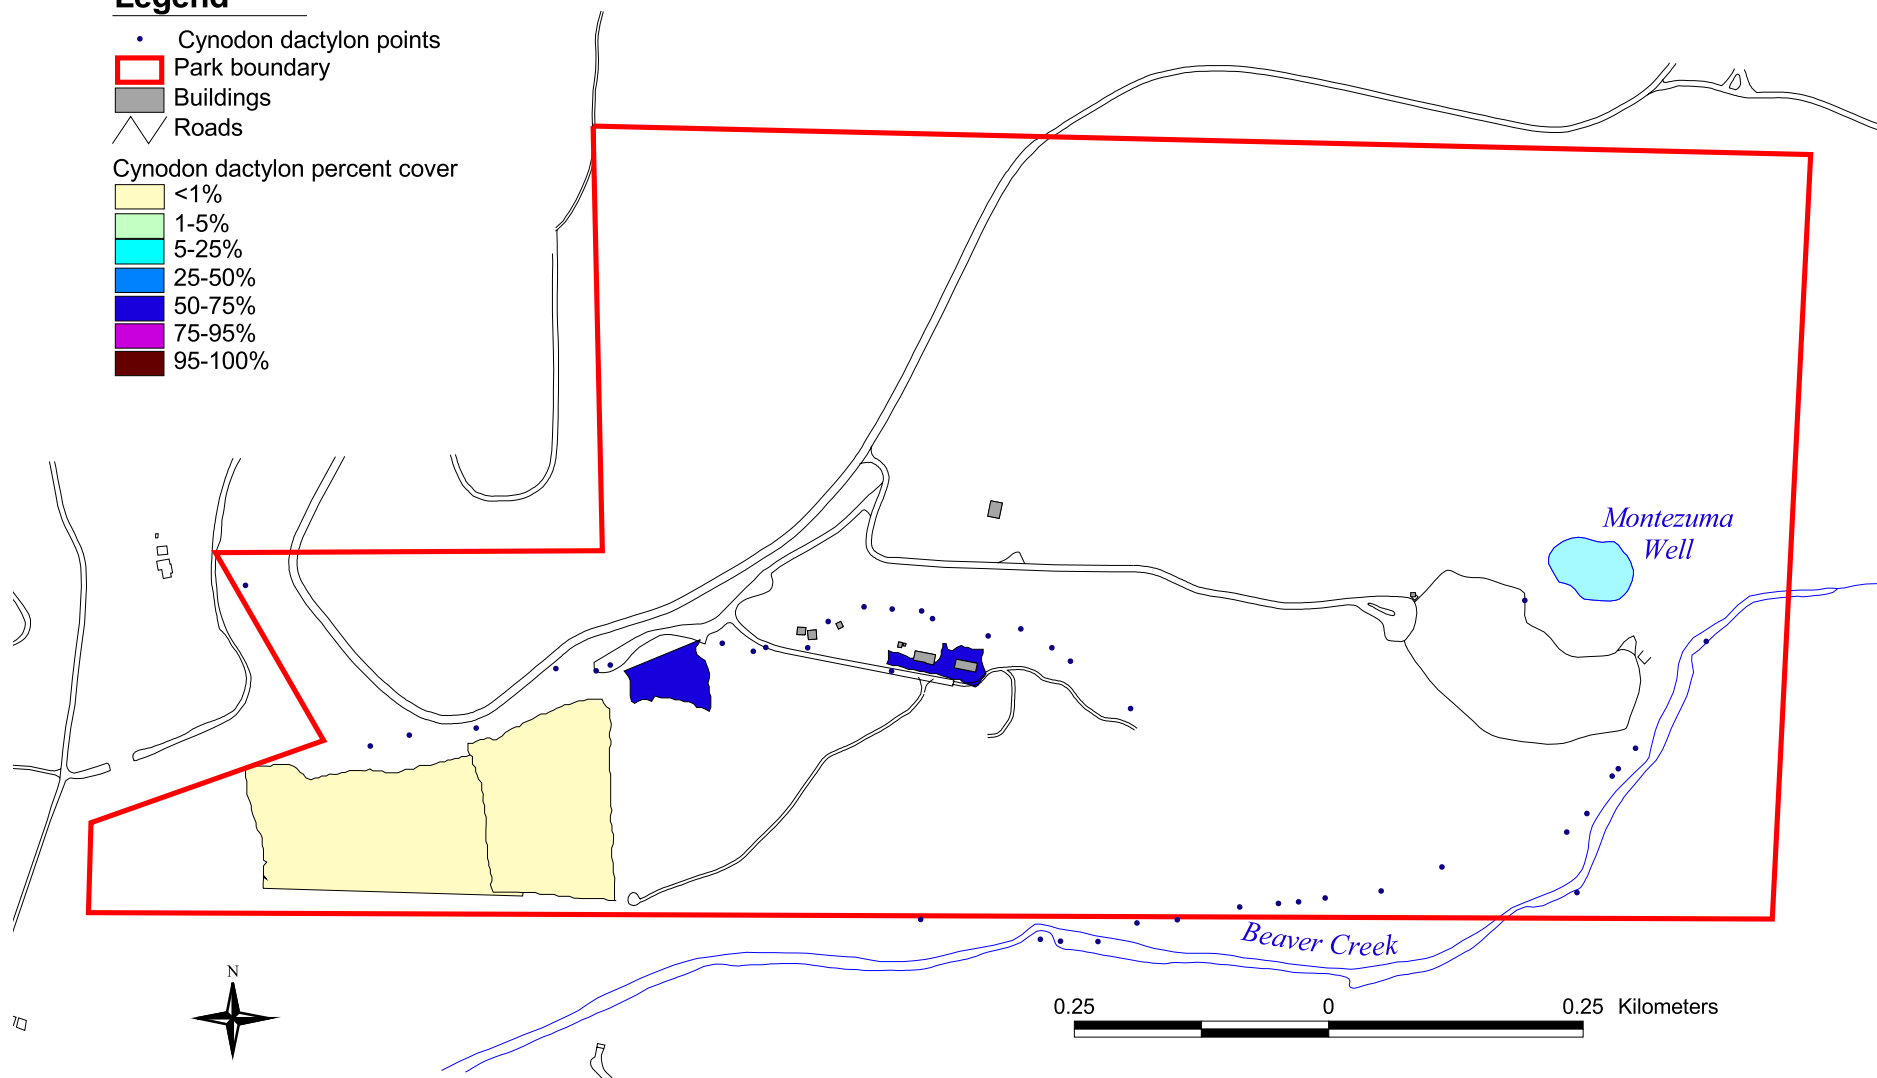 Legend
Cynodon dactylon points
Park boundary
Buildings
Roads
Cynodon dactylon percent cover
<1%
1-5%
5-25%
25-50%
50-75%
75-95%
95-100%
Montezuma
Well
Beaver Creek
N
0.25 0 0.25 Kilometers